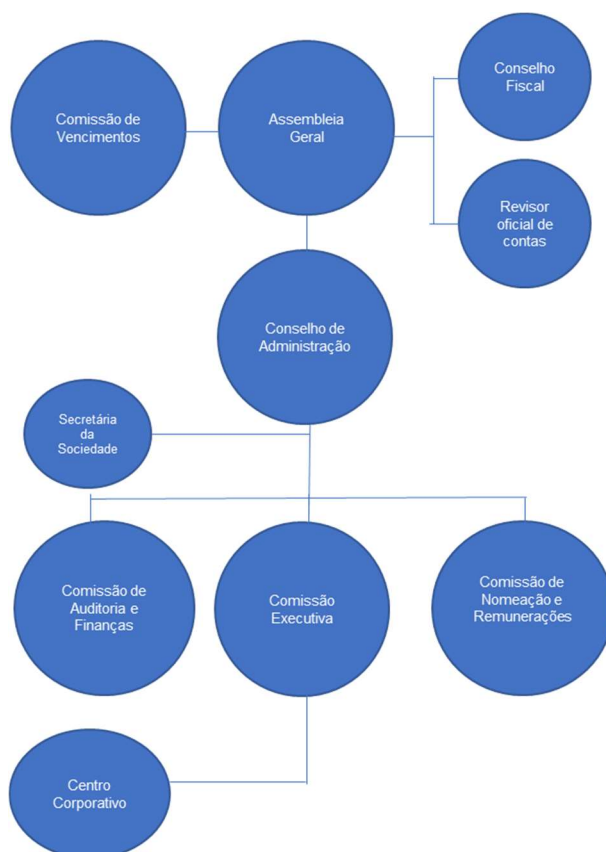 Comissão de
Vencimentos
Assembleia
Geral
Conselho
Fiscal
Revisor
oficial de
contas
Conselho de
Administração
Secretária
da
Sociedade
Comissão de
Auditoria e
Finanças
Comissão
Executiva
Comissão de
Nomeação e
Remunerações
Centro
Corporativo